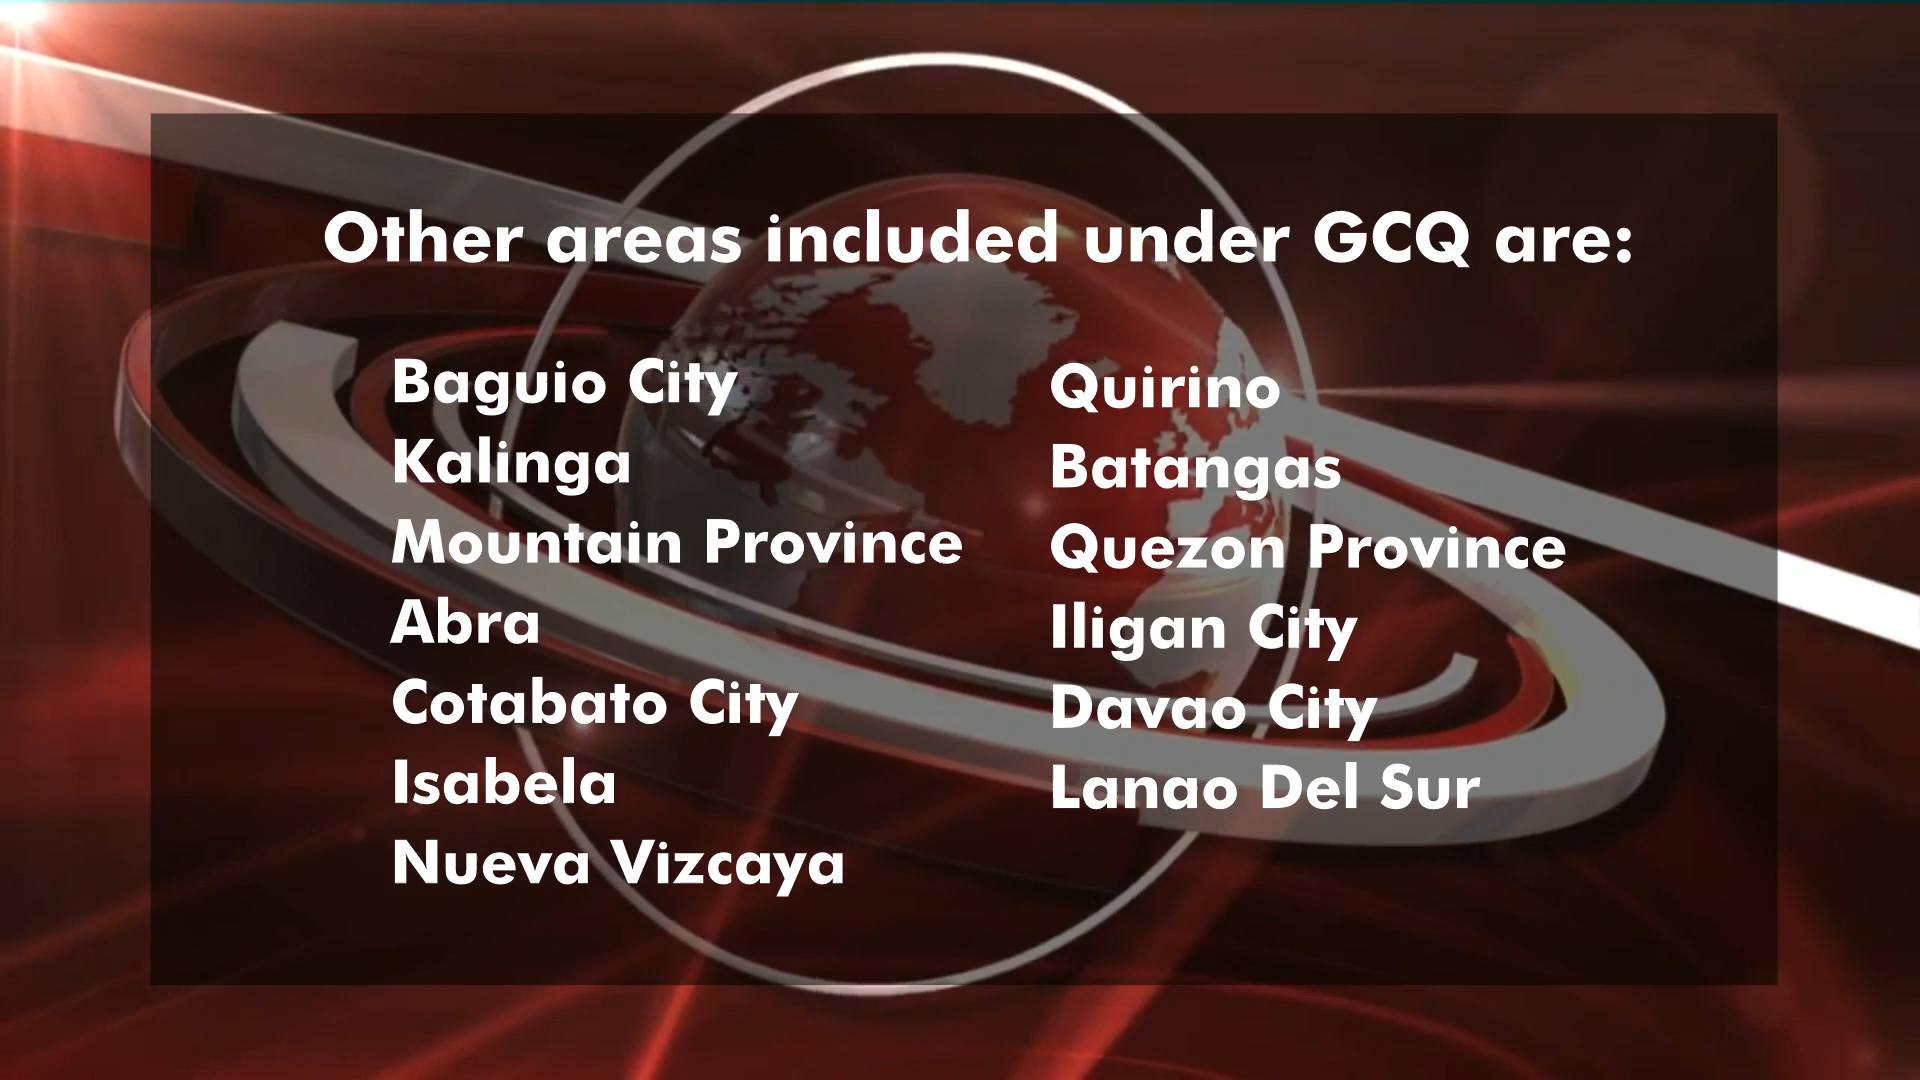 Other areas included under GCQ are:
Baguio City
Kalinga
Mountain Province
Abra
Cotabato City
Isabela
Nueva Vizcaya
Quirino
Batangas
Quezon Province
Iligan City
Davao City
Lanao Del Sur